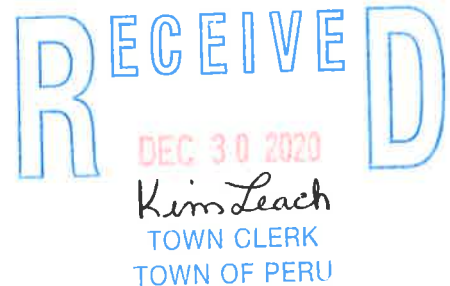 RECEIVED
DEC 30 2020
Kim Leach
TOWN CLERK
TOWN OF PERU